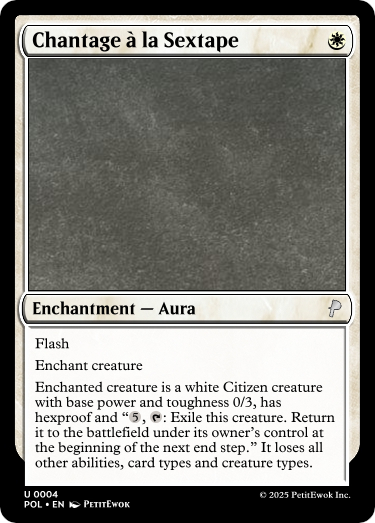 Chantage à la Sextape
Enchantment — Aura
Flash
Enchant creature
Enchanted creature is a white Citizen creature
with base power and toughness 0/3, has
hexproof and “5, : Exile this creature. Return
it to the battlefield under its owner’s control at
the beginning of the next end step.” It loses all
other abilities, card types and creature types.
U 0004
POL • EN PetitEwok
© 2025 PetitEwok Inc.